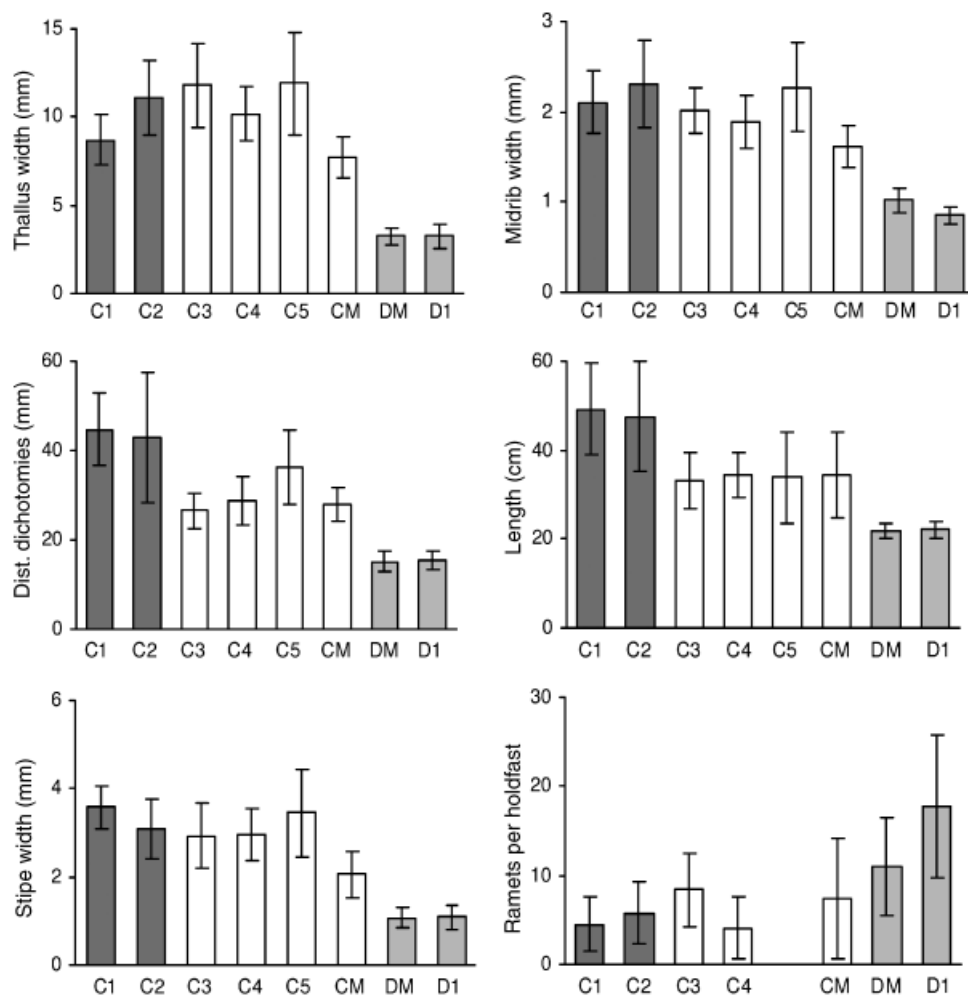 Thallus width (mm)
15
10
5
0
C1 C2 C3 C4 C5 CM DM D1
Midrib width (mm)
3
2
1
0
C1 C2 C3 C4 C5 CM DM D1
Dist. dichotomies (mm)
60
40
20
0
C1 C2 C3 C4 C5 CM DM D1
Length (cm)
60
40
20
0
C1 C2 C3 C4 C5 CM DM D1
Stipe width (mm)
6
4
2
0
C1 C2 C3 C4 C5 CM DM D1
Ramets per holdfast
30
20
10
0
C1 C2 C3 C4 CM DM D1